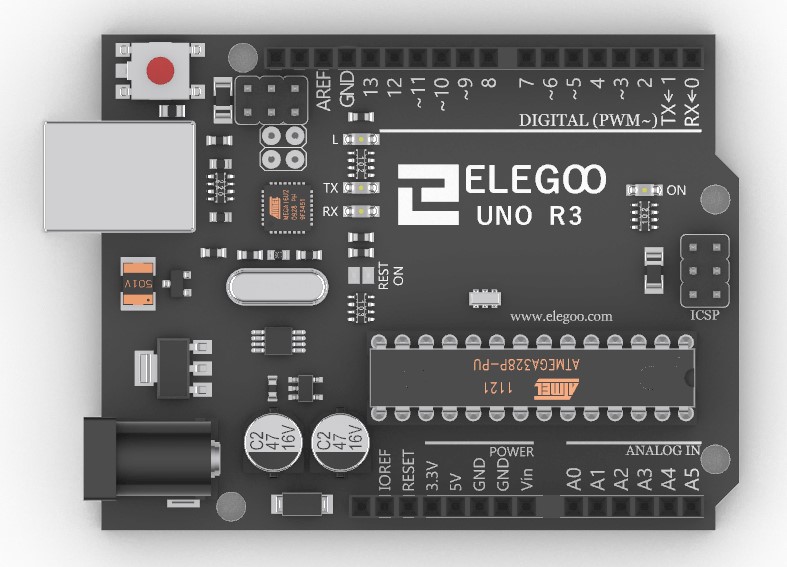 AREF
GND
13
12
~11
~10
~9
8
7
~6
~5
4
~3
2
TX→1
RX←0
DIGITAL (PWM~)
L
TX
RX
ELEGOO
UNO R3
ON
MEGA16U2
501V
REST
ON
www.elegoo.com
ICSP
ATMEGA328P-PU
1121
ATMEL
C2
47
16V
C2
47
16V
POWER
ANALOG IN
IOREF
RESET
3.3V
5V
GND
GND
Vin
A0
A1
A2
A3
A4
A5